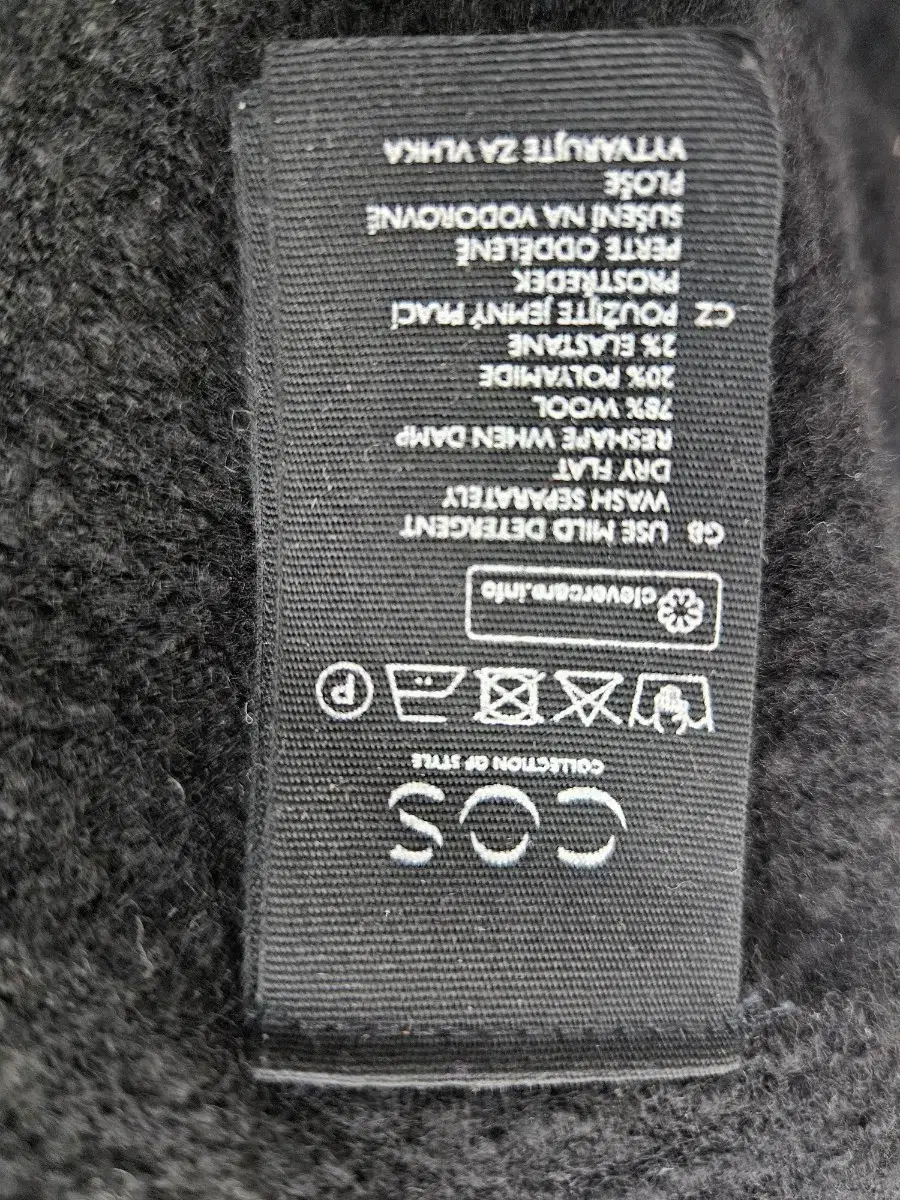 COS
COLLECTION OF STYLE
P
clevercare.info
GB USE MILD DETERGENT
WASH SEPARATELY
DRY FLAT
RESHAPE WHEN DAMP
78% WOOL
20% POLYAMIDE
2% ELASTANE
CZ POUŽIJTE JEMNÝ PRACÍ
PROSTŘEDEK
PERTE ODDĚLENĚ
SUŠENÍ NA VODOROVNÉ
PLOŠE
VYTVARUJTE ZA VLHKA